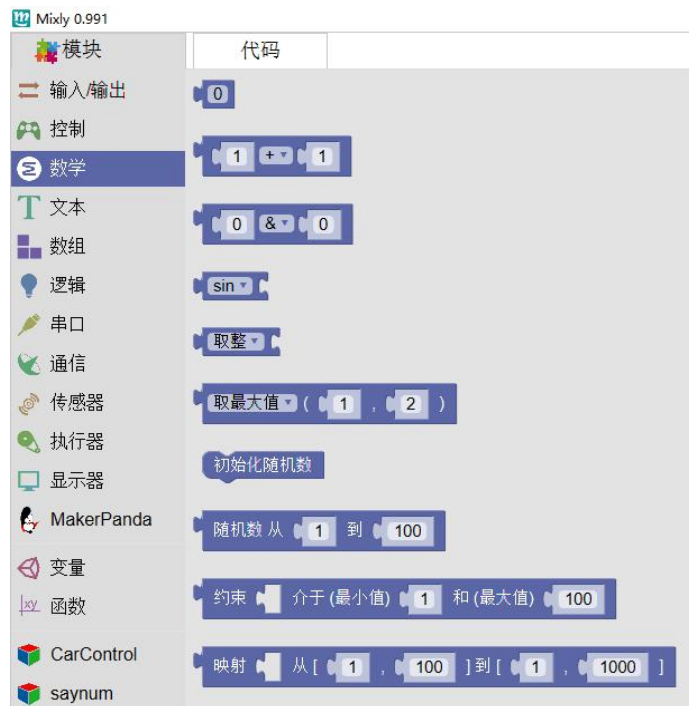 Mixly 0.991
模块
代码
输入/输出
控制
数学
文本
数组
逻辑
串口
通信
传感器
执行器
显示器
MakerPanda
变量
xy 函数
CarControl
saynum
0
1 + 1
0 & 0
sin
取整
取最大值 ( 1 , 2 )
初始化随机数
随机数 从 1 到 100
约束 介于 (最小值) 1 和 (最大值) 100
映射 从 [ 1 , 100 ] 到 [ 1 , 1000 ]